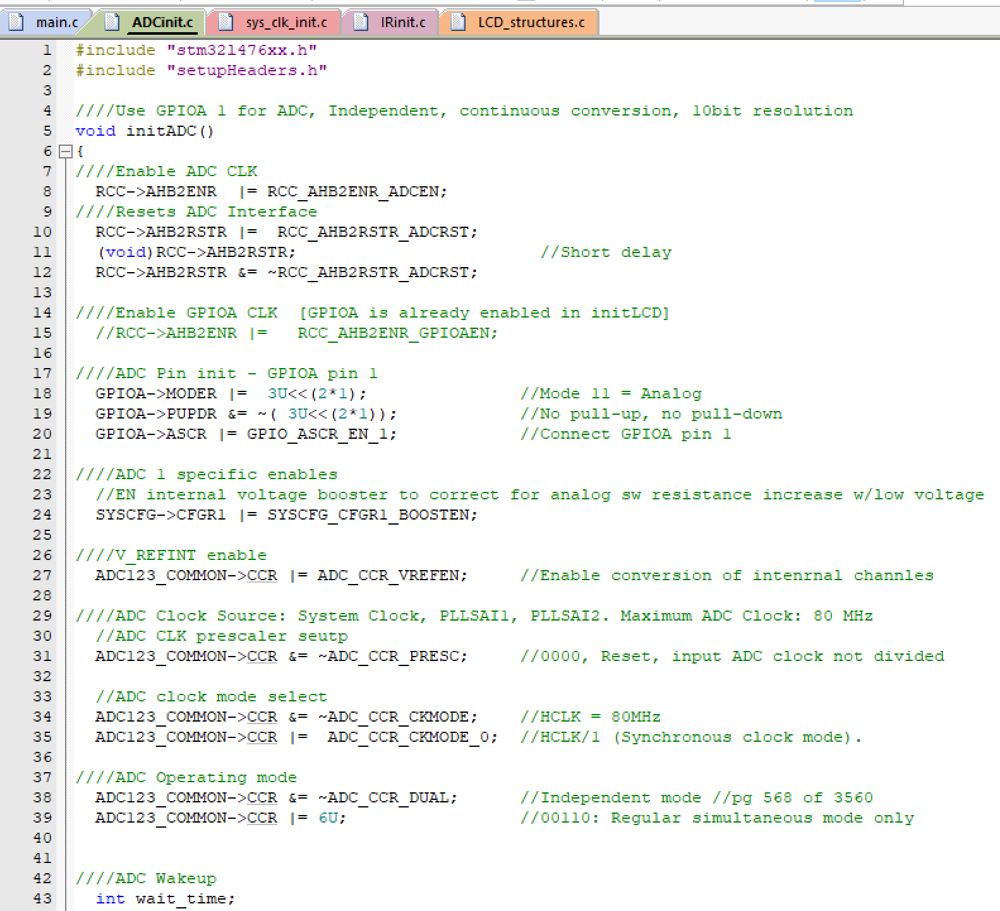 main.c ADCinit.c sys_clk_init.c IRinit.c LCD_structures.c
1 #include "stm32l476xx.h"
2 #include "setupHeaders.h"
3
4 ////Use GPIOA 1 for ADC, Independent, continuous conversion, 10bit resolution
5 void initADC()
6 {
7 ////Enable ADC CLK
8 RCC->AHB2ENR |= RCC_AHB2ENR_ADCEN;
9 ////Resets ADC Interface
10 RCC->AHB2RSTR |= RCC_AHB2RSTR_ADCRST;
11 (void)RCC->AHB2RSTR; //Short delay
12 RCC->AHB2RSTR &= ~RCC_AHB2RSTR_ADCRST;
13
14 ////Enable GPIOA CLK [GPIOA is already enabled in initLCD]
15 //RCC->AHB2ENR |= RCC_AHB2ENR_GPIOAEN;
16
17 ////ADC Pin init - GPIOA pin 1
18 GPIOA->MODER |= 3U<<(2*1); //Mode 11 = Analog
19 GPIOA->PUPDR &= ~( 3U<<(2*1)); //No pull-up, no pull-down
20 GPIOA->ASCR |= GPIO_ASCR_EN_1; //Connect GPIOA pin 1
21
22 ////ADC 1 specific enables
23 //EN internal voltage booster to correct for analog sw resistance increase w/low voltage
24 SYSCFG->CFGR1 |= SYSCFG_CFGR1_BOOSTEN;
25
26 ////V_REFINT enable
27 ADC123_COMMON->CCR |= ADC_CCR_VREFEN; //Enable conversion of intenrnal channles
28
29 ////ADC Clock Source: System Clock, PLLSAI1, PLLSAI2. Maximum ADC Clock: 80 MHz
30 //ADC CLK prescaler seutp
31 ADC123_COMMON->CCR &= ~ADC_CCR_PRESC; //0000, Reset, input ADC clock not divided
32
33 //ADC clock mode select
34 ADC123_COMMON->CCR &= ~ADC_CCR_CKMODE; //HCLK = 80MHz
35 ADC123_COMMON->CCR |= ADC_CCR_CKMODE_0; //HCLK/1 (Synchronous clock mode).
36
37 ////ADC Operating mode
38 ADC123_COMMON->CCR &= ~ADC_CCR_DUAL; //Independent mode //pg 568 of 3560
39 ADC123_COMMON->CCR |= 6U; //00110: Regular simultaneous mode only
40
41
42 ////ADC Wakeup
43 int wait_time;